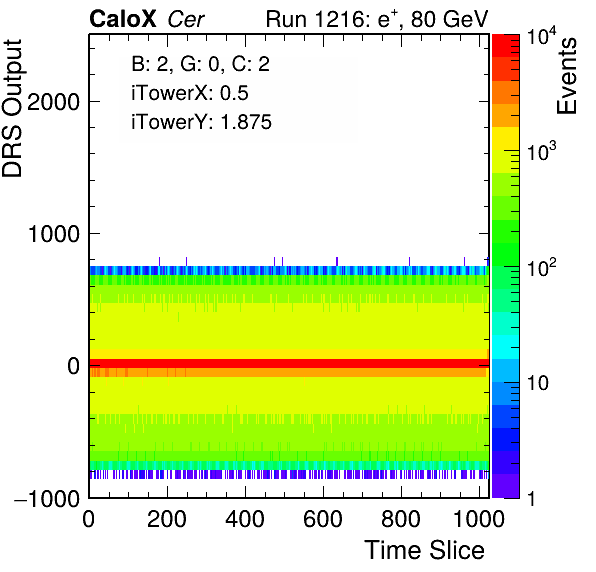 CaloX Cer Run 1216: e⁺, 80 GeV
B: 2, G: 0, C: 2
iTowerX: 0.5
iTowerY: 1.875
DRS Output
2000
1000
0
−1000
0 200 400 600 800 1000
Time Slice
Events
10⁴
10³
10²
10
1